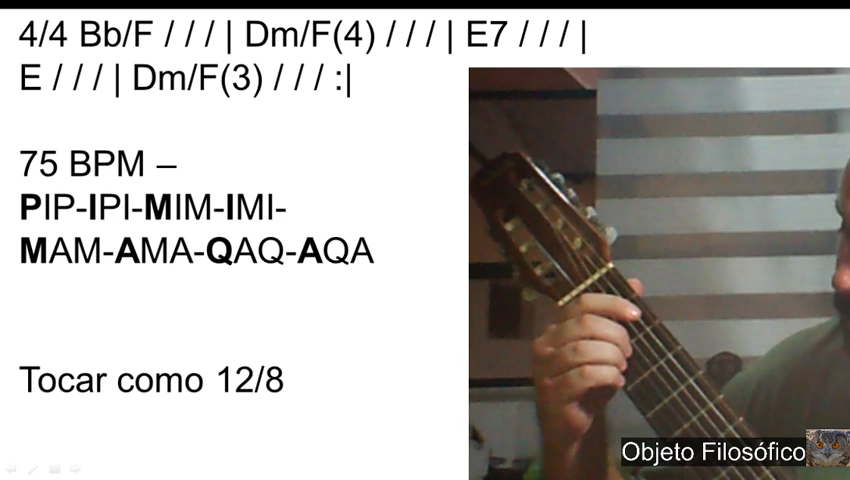 4/4 Bb/F / / / | Dm/F(4) / / / | E7 / / / |
E / / / | Dm/F(3) / / / :|
75 BPM –
PIP-IPI-MIM-IMI-
MAM-AMA-QAQ-AQA
Tocar como 12/8
Objeto Filosófico